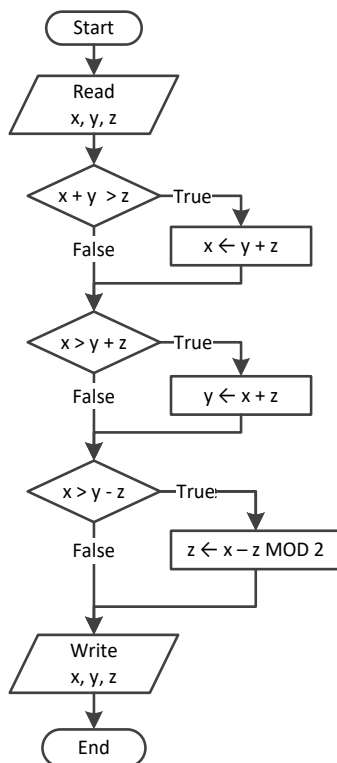 Start
Read
x, y, z
x + y > z
True
x ← y + z
False
x > y + z
True
y ← x + z
False
x > y - z
True
z ← x – z MOD 2
False
Write
x, y, z
End